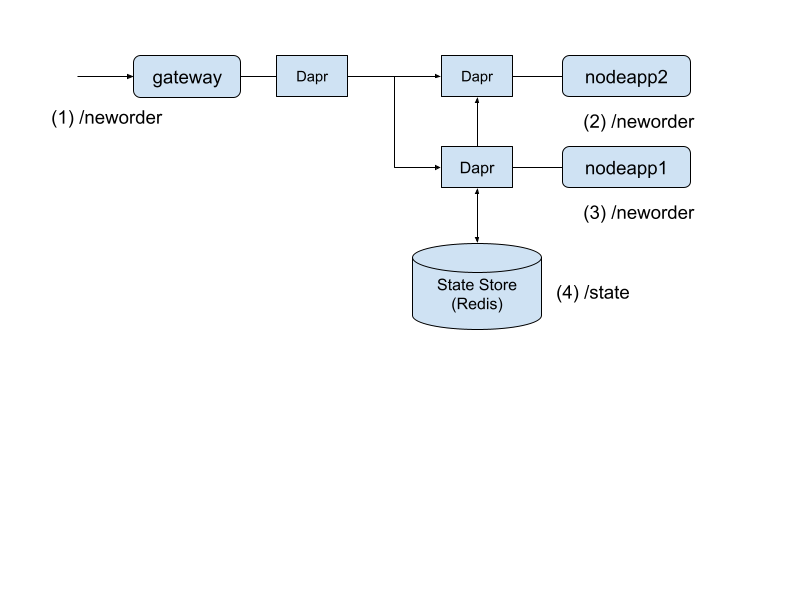 gateway
Dapr
Dapr
nodeapp2
(1) /neworder
(2) /neworder
Dapr
nodeapp1
(3) /neworder
State Store
(Redis)
(4) /state